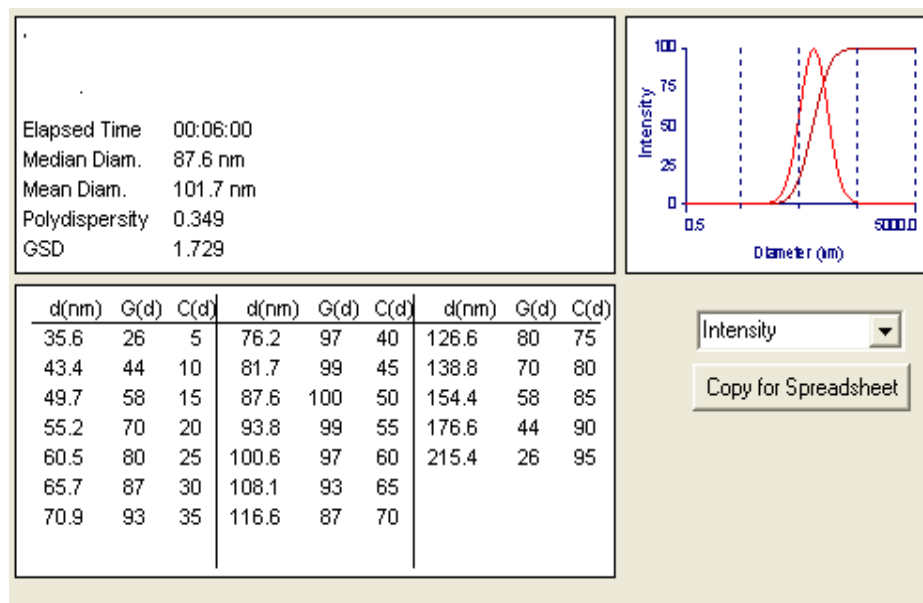 Elapsed Time 00:06:00
Median Diam. 87.6 nm
Mean Diam. 101.7 nm
Polydispersity 0.349
GSD 1.729
100
75
50
25
0
Intensity
0.5 5000.0
Diameter (nm)
d(nm) G(d) C(d) d(nm) G(d) C(d) d(nm) G(d) C(d)
35.6 26 5 76.2 97 40 126.6 80 75
43.4 44 10 81.7 99 45 138.8 70 80
49.7 58 15 87.6 100 50 154.4 58 85
55.2 70 20 93.8 99 55 176.6 44 90
60.5 80 25 100.6 97 60 215.4 26 95
65.7 87 30 108.1 93 65
70.9 93 35 116.6 87 70
Intensity
Copy for Spreadsheet